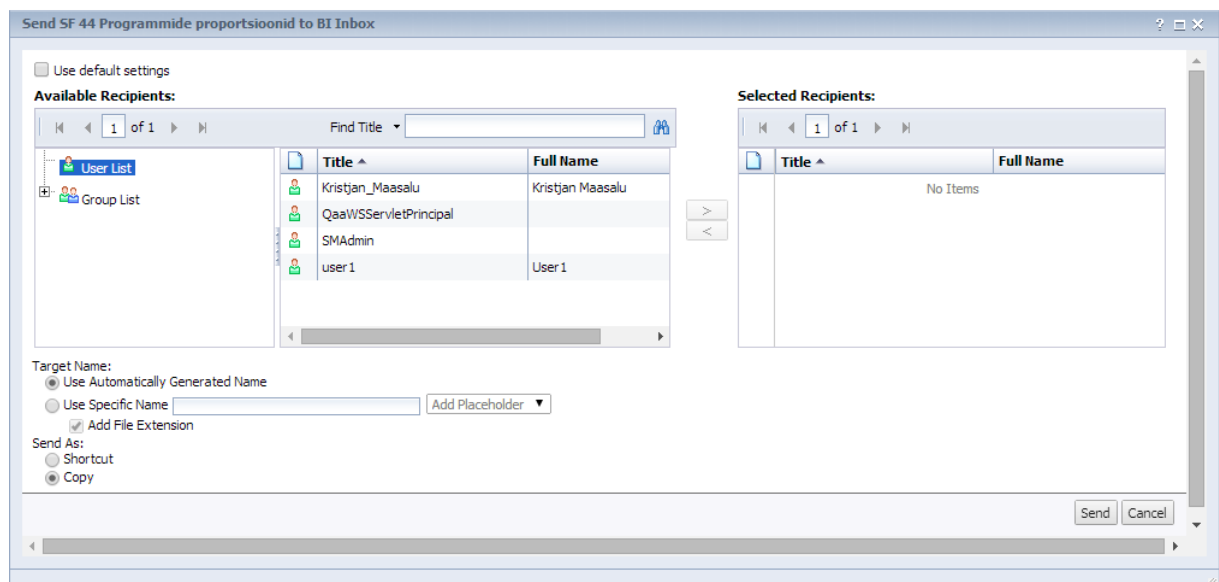 Send SF 44 Programmide proportsioonid to BI Inbox
Use default settings
Available Recipients:
1 of 1
Find Title
User List
Group List
Title
Full Name
Kristjan_Maasalu
Kristjan Maasalu
QaaWSServletPrincipal
SMAdmin
user1
User1
>
<
Selected Recipients:
1 of 1
Title
Full Name
No Items
Target Name:
Use Automatically Generated Name
Use Specific Name
Add Placeholder
Add File Extension
Send As:
Shortcut
Copy
Send
Cancel